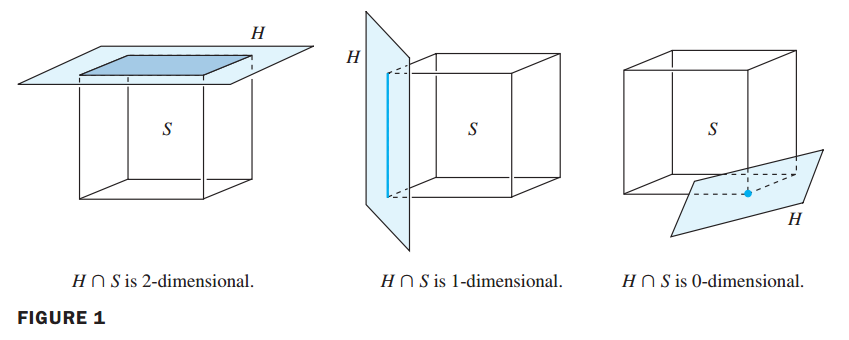 H
S
H ∩ S is 2-dimensional.
H
S
H ∩ S is 1-dimensional.
S
H
H ∩ S is 0-dimensional.
FIGURE 1